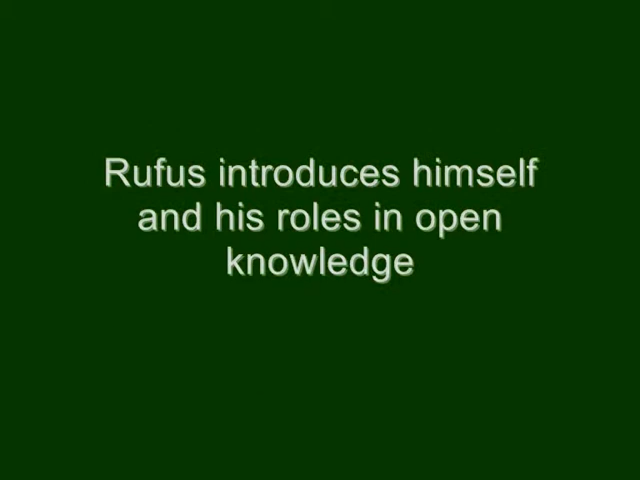 Rufus introduces himself
and his roles in open
knowledge